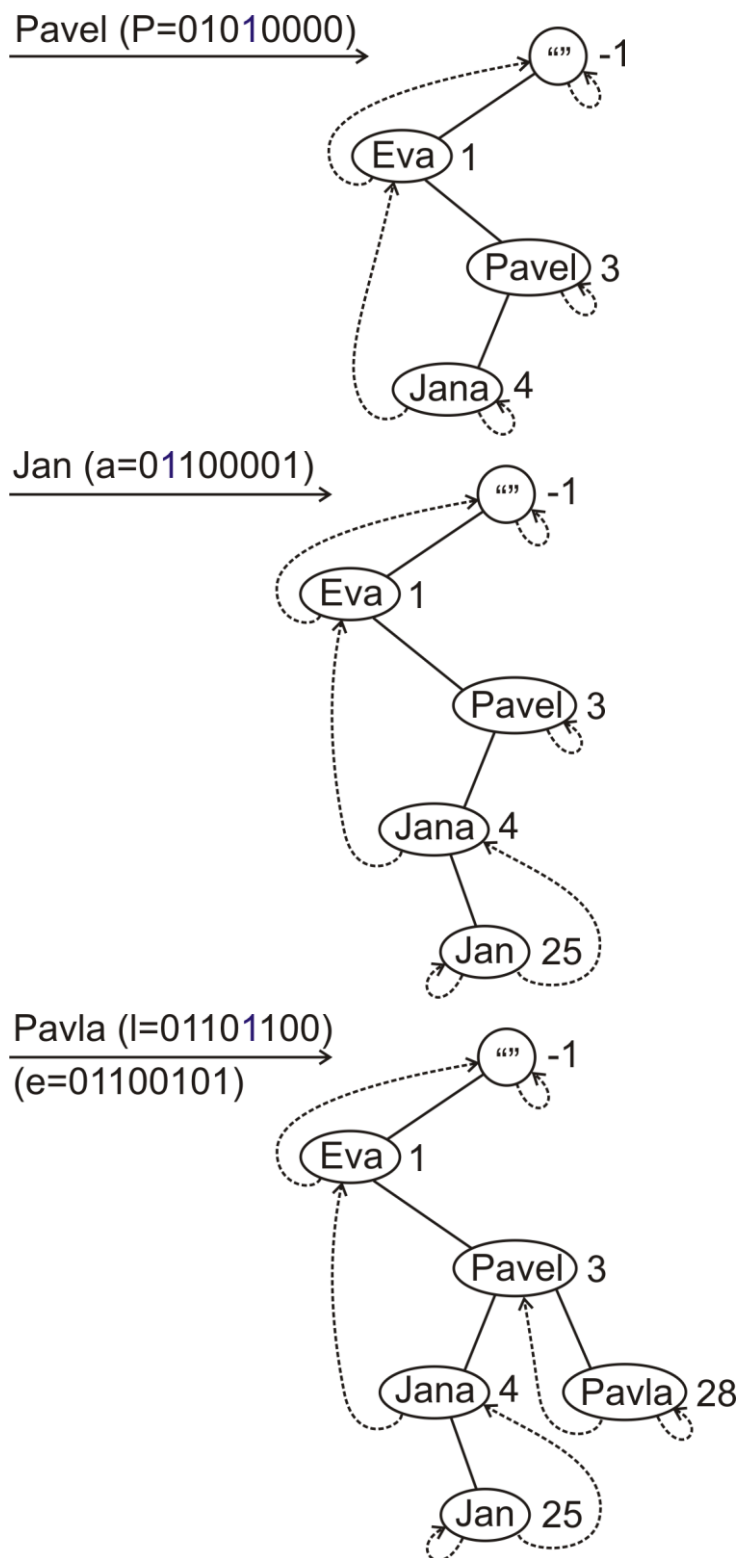 Pavel (P=01010000)
“” -1
Eva 1
Pavel 3
Jana 4
Jan (a=01100001)
“” -1
Eva 1
Pavel 3
Jana 4
Jan 25
Pavla (l=01101100)
(e=01100101)
“” -1
Eva 1
Pavel 3
Jana 4 Pavla 28
Jan 25